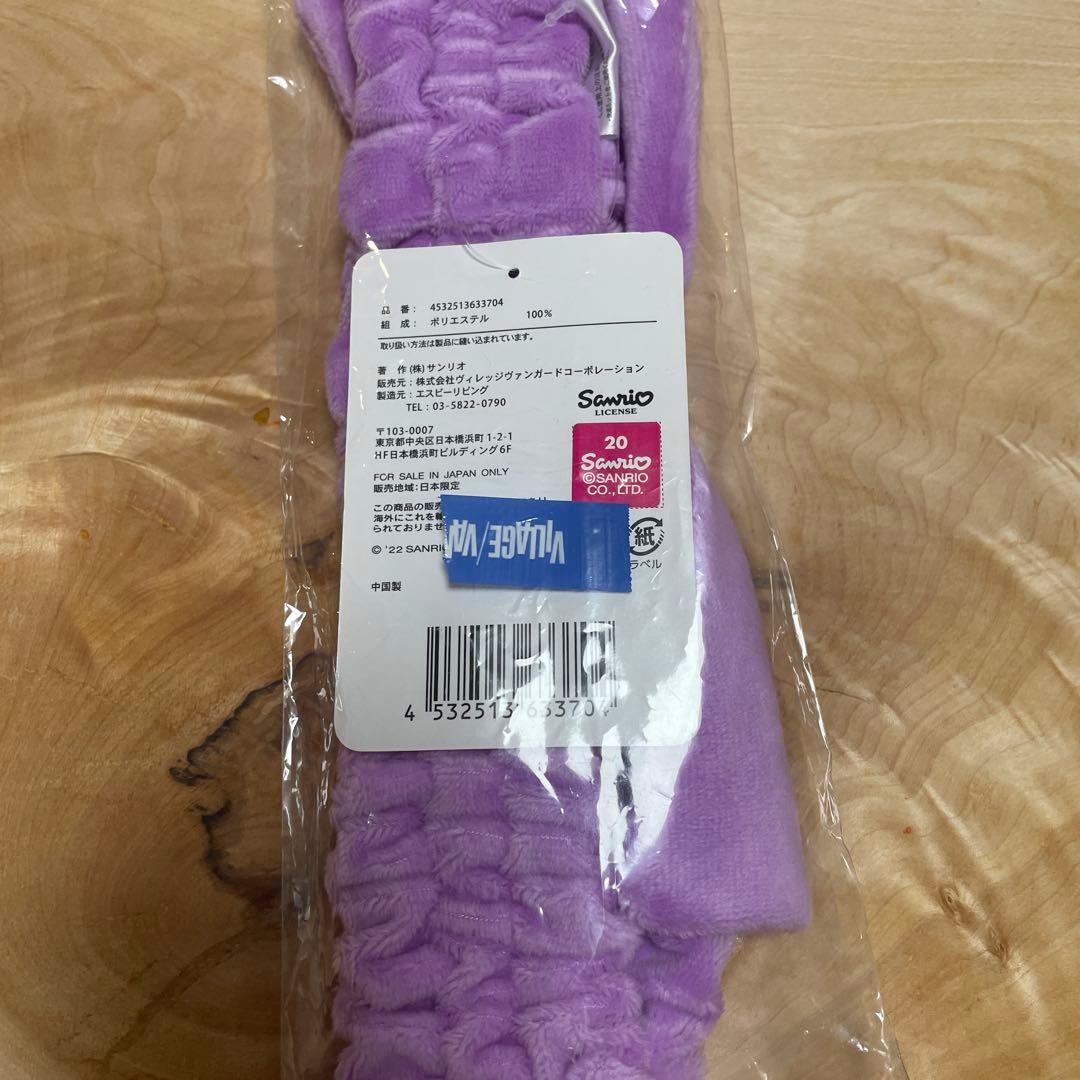 品 番： 4532513633704
組 成： ポリエステル 100%
取り扱い方法は製品に縫い込まれています。
著 作 (株)サンリオ
販売元：株式会社ヴィレッジヴァンガードコーポレーション
製造元：エスピーリビング
TEL：03-5822-0790
Sanrio
LICENSE
〒103-0007
東京都中央区日本橋浜町1-2-1
HF日本橋浜町ビルディング6F
20
Sanrio
©SANRIO
CO., LTD.
FOR SALE IN JAPAN ONLY
販売地域：日本限定
この商品の販売
海外にこれを
られておりませ
VILLAGE/VA
紙
ラベル
© '22 SANRI
中国製
4 532513 633704